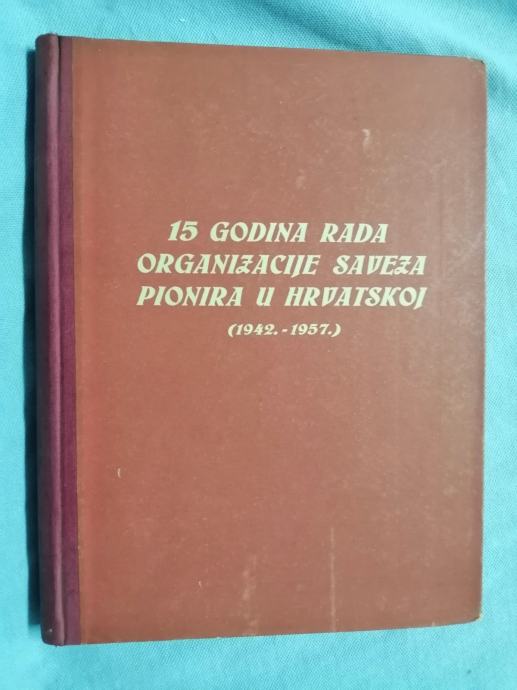 15 GODINA RADA
ORGANIZACIJE SAVEZA
PIONIRA U HRVATSKOJ
(1942.-1957.)